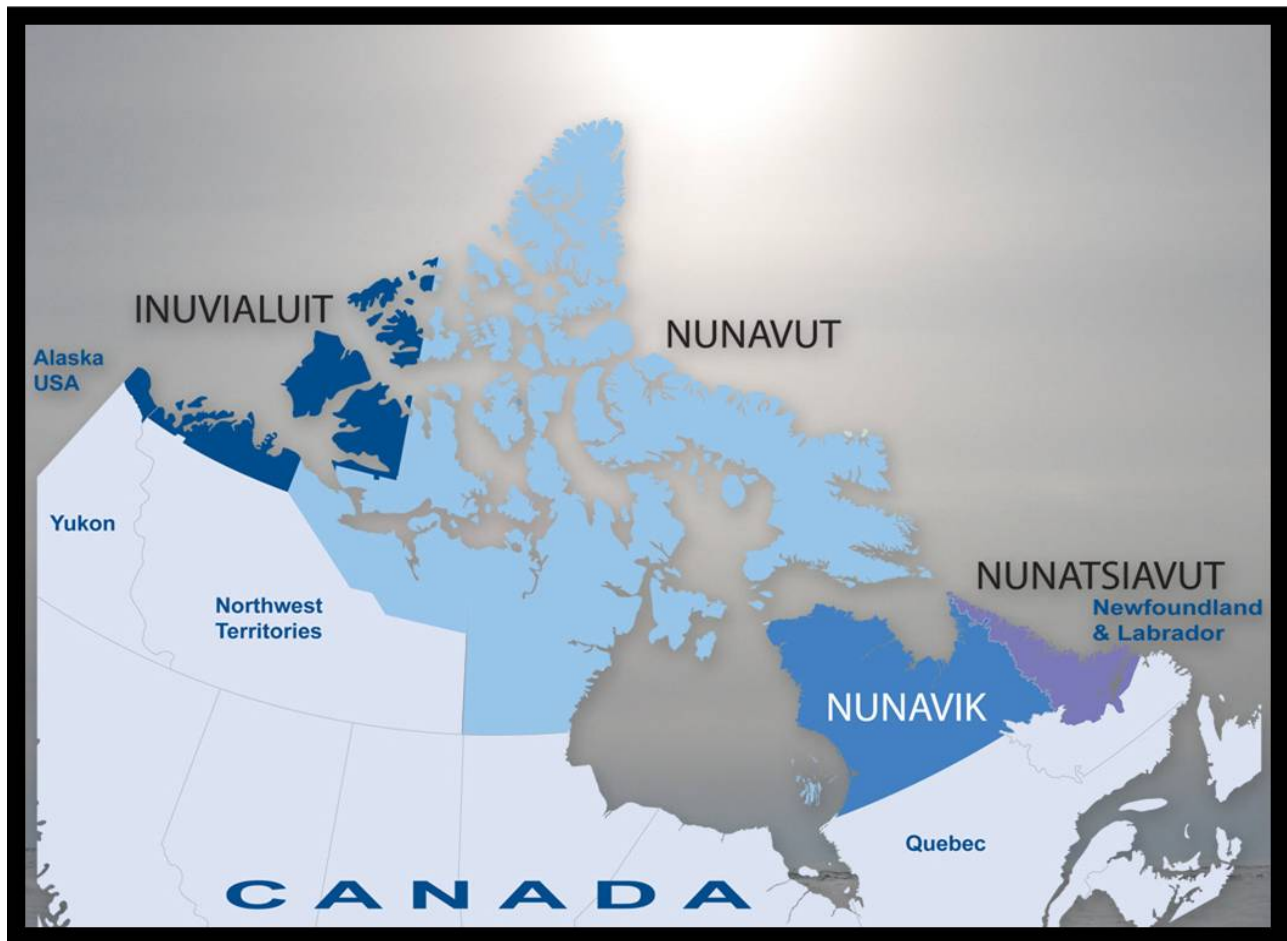 INUVIALUIT
NUNAVUT
Alaska
USA
Yukon
Northwest
Territories
NUNATSIAVUT
Newfoundland
& Labrador
NUNAVIK
Quebec
CANADA